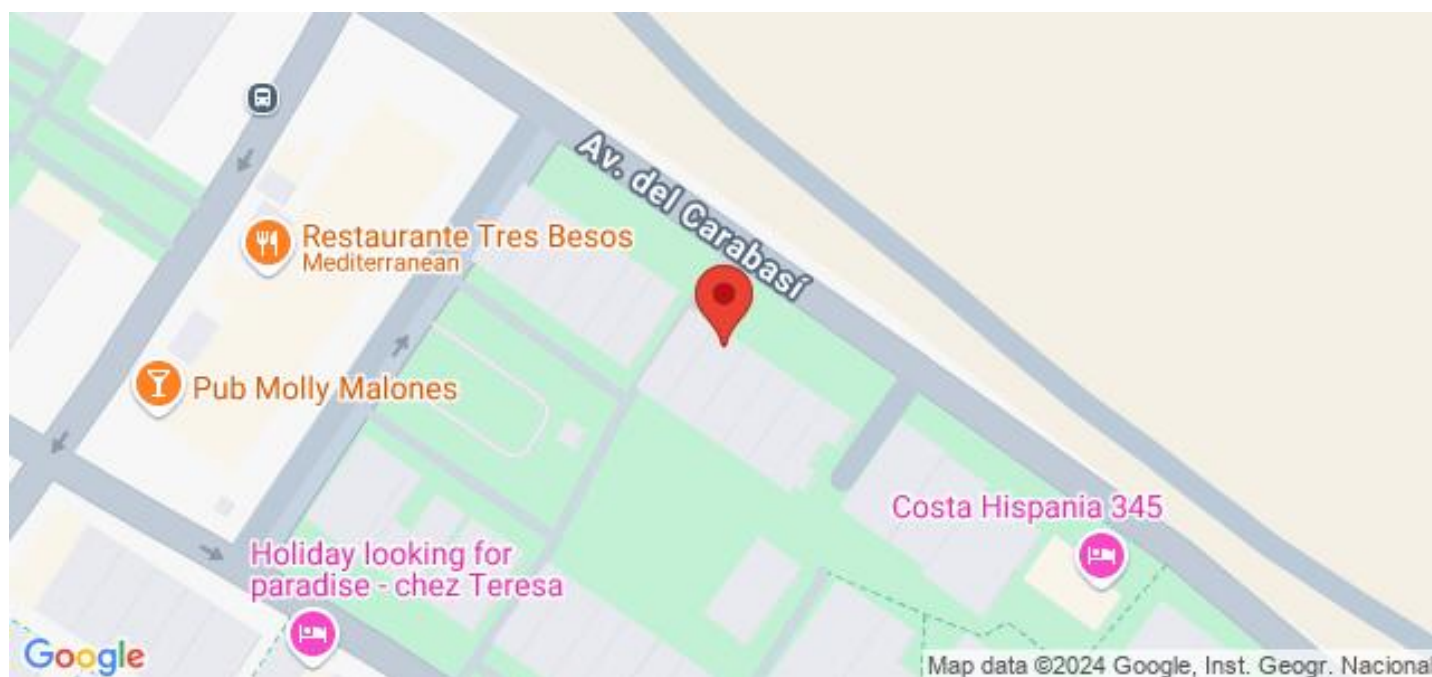 Av. del Carabasí
Restaurante Tres Besos
Mediterranean
Pub Molly Malones
Costa Hispania 345
Holiday looking for
paradise - chez Teresa
Google
Map data ©2024 Google, Inst. Geogr. Nacional